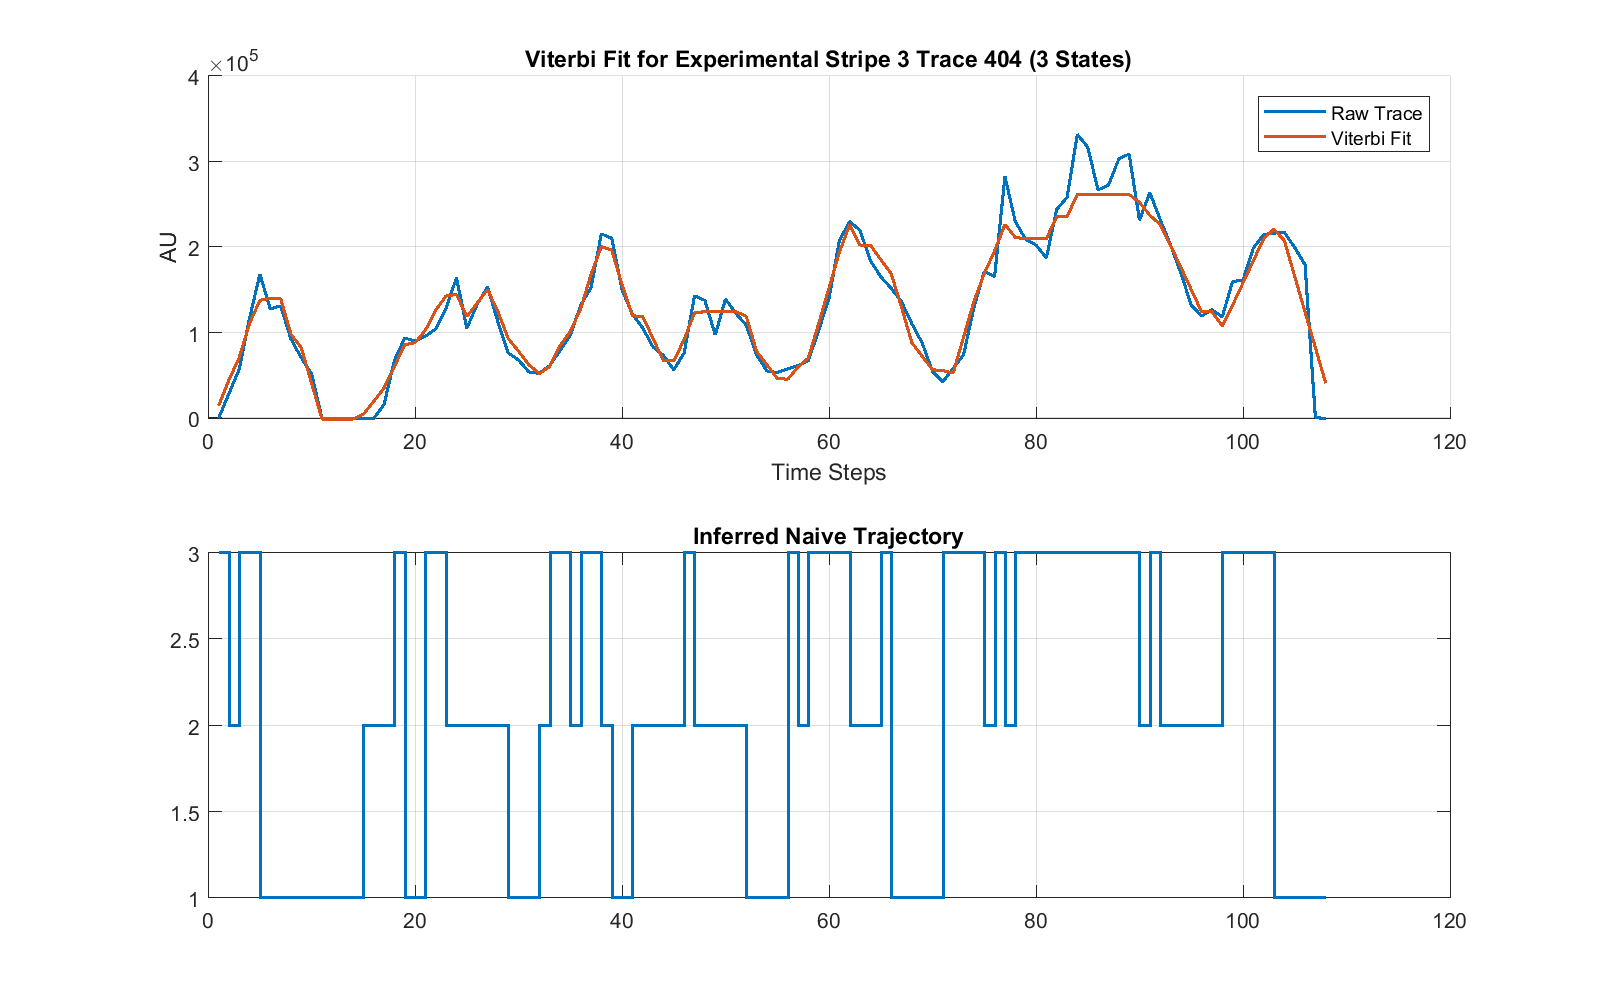 Viterbi Fit for Experimental Stripe 3 Trace 404 (3 States)
×10^5
4
3
2
1
0
AU
Raw Trace
Viterbi Fit
0 20 40 60 80 100 120
Time Steps
Inferred Naive Trajectory
3
2.5
2
1.5
1
0 20 40 60 80 100 120